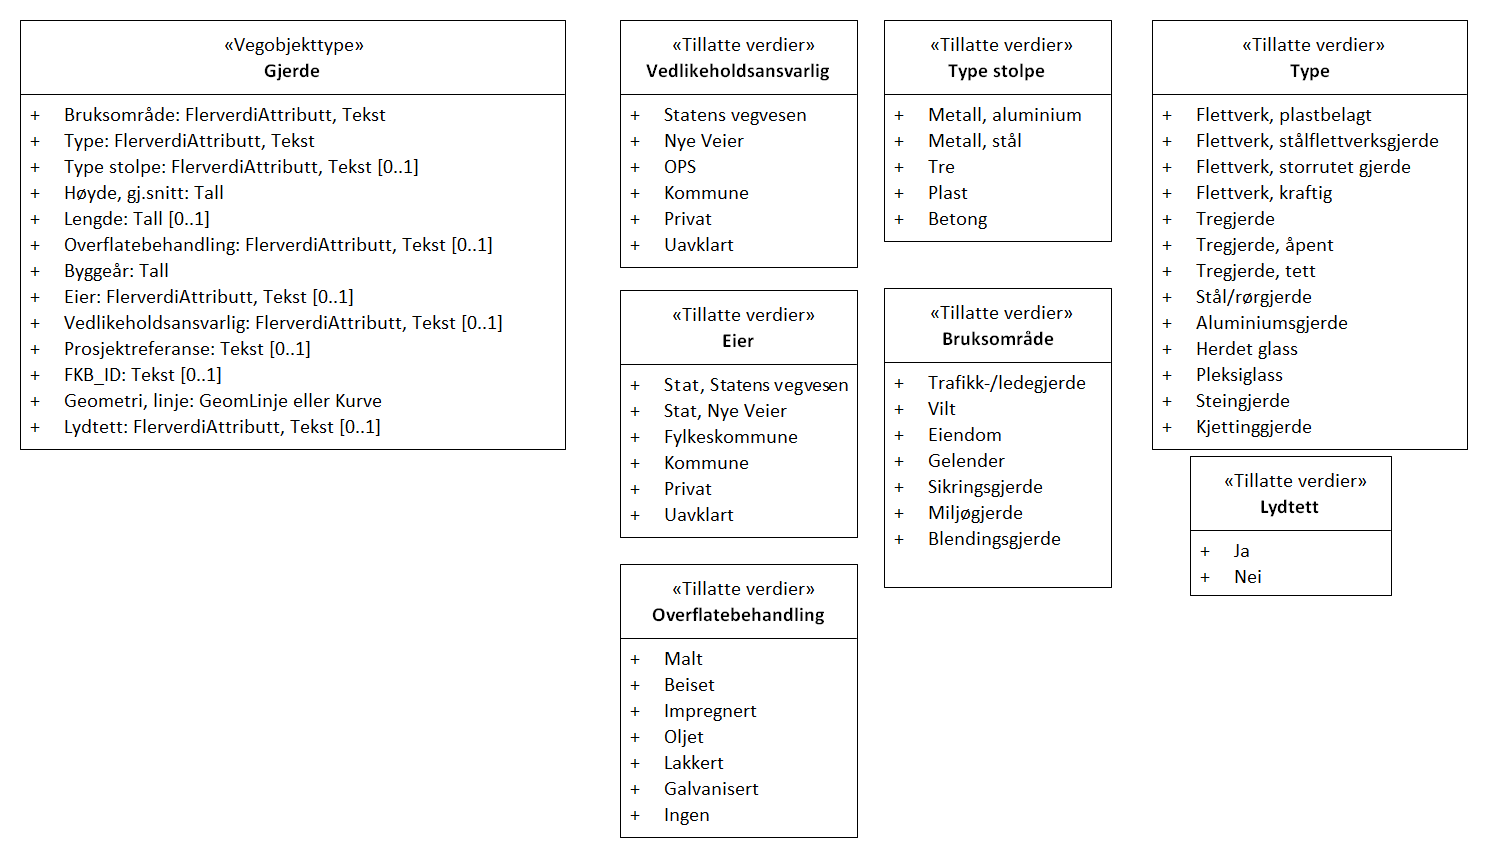 «Vegobjekttype»
Gjerde
+ Bruksområde: FlerverdiAttributt, Tekst
+ Type: FlerverdiAttributt, Tekst
+ Type stolpe: FlerverdiAttributt, Tekst [0..1]
+ Høyde, gj.snitt: Tall
+ Lengde: Tall [0..1]
+ Overflatebehandling: FlerverdiAttributt, Tekst [0..1]
+ Byggeår: Tall
+ Eier: FlerverdiAttributt, Tekst [0..1]
+ Vedlikeholdsansvarlig: FlerverdiAttributt, Tekst [0..1]
+ Prosjektreferanse: Tekst [0..1]
+ FKB_ID: Tekst [0..1]
+ Geometri, linje: GeomLinje eller Kurve
+ Lydtett: FlerverdiAttributt, Tekst [0..1]
«Tillatte verdier»
Vedlikeholdsansvarlig
+ Statens vegvesen
+ Nye Veier
+ OPS
+ Kommune
+ Privat
+ Uavklart
«Tillatte verdier»
Eier
+ Stat, Statens vegvesen
+ Stat, Nye Veier
+ Fylkeskommune
+ Kommune
+ Privat
+ Uavklart
«Tillatte verdier»
Overflatebehandling
+ Malt
+ Beiset
+ Impregnert
+ Oljet
+ Lakkert
+ Galvanisert
+ Ingen
«Tillatte verdier»
Type stolpe
+ Metall, aluminium
+ Metall, stål
+ Tre
+ Plast
+ Betong
«Tillatte verdier»
Bruksområde
+ Trafikk-/ledegjerde
+ Vilt
+ Eiendom
+ Gelender
+ Sikringsgjerde
+ Miljøgjerde
+ Blendingsgjerde
«Tillatte verdier»
Type
+ Flettverk, plastbelagt
+ Flettverk, stålflettverksgjerde
+ Flettverk, storrutet gjerde
+ Flettverk, kraftig
+ Tregjerde
+ Tregjerde, åpent
+ Tregjerde, tett
+ Stål/rørgjerde
+ Aluminiumsgjerde
+ Herdet glass
+ Pleksiglass
+ Steingjerde
+ Kjettinggjerde
«Tillatte verdier»
Lydtett
+ Ja
+ Nei